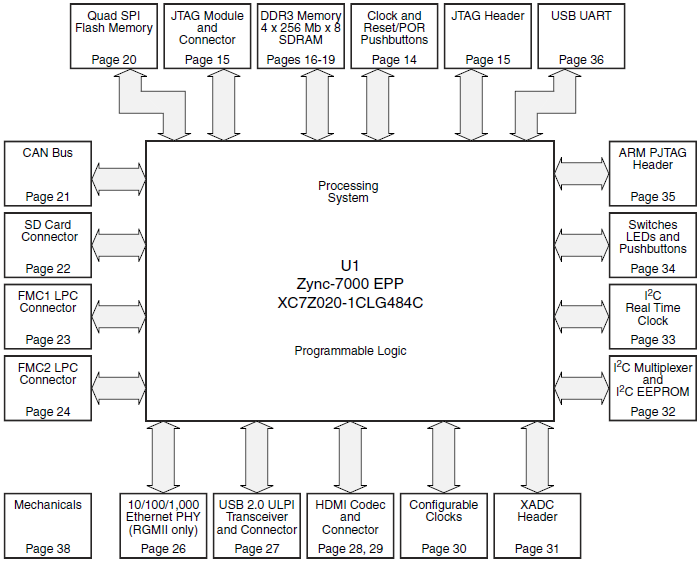 Quad SPI
Flash Memory
Page 20
JTAG Module
and
Connector
Page 15
DDR3 Memory
4 x 256 Mb x 8
SDRAM
Pages 16-19
Clock and
Reset/POR
Pushbuttons
Page 14
JTAG Header
Page 15
USB UART
Page 36
CAN Bus
Page 21
SD Card
Connector
Page 22
FMC1 LPC
Connector
Page 23
FMC2 LPC
Connector
Page 24
Processing
System
U1
Zync-7000 EPP
XC7Z020-1CLG484C
Programmable Logic
ARM PJTAG
Header
Page 35
Switches
LEDs and
Pushbuttons
Page 34
I2C
Real Time
Clock
Page 33
I2C Multiplexer
and
I2C EEPROM
Page 32
Mechanicals
Page 38
10/100/1,000
Ethernet PHY
(RGMII only)
Page 26
USB 2.0 ULPI
Transceiver
and Connector
Page 27
HDMI Codec
and
Connector
Page 28, 29
Configurable
Clocks
Page 30
XADC
Header
Page 31